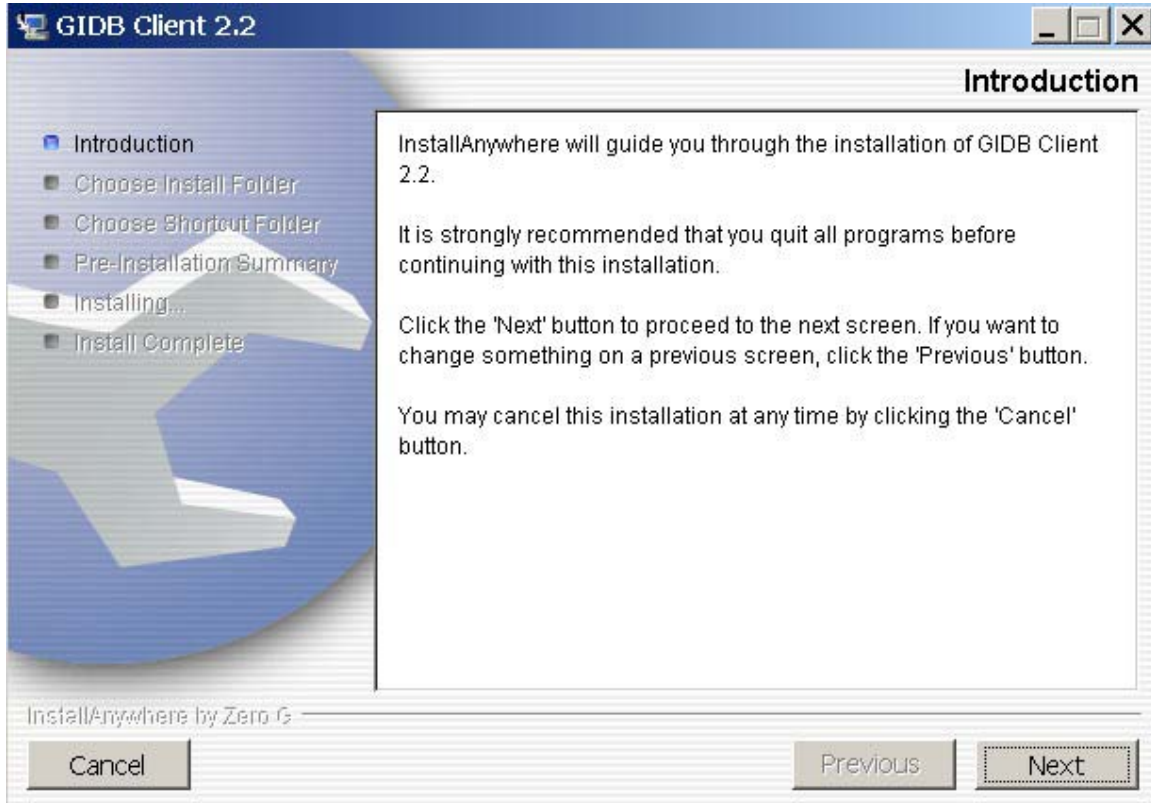 GIDB Client 2.2
Introduction
Introduction
Choose Install Folder
Choose Shortcut Folder
Pre-Installation Summary
Installing...
Install Complete
InstallAnywhere will guide you through the installation of GIDB Client
2.2.
It is strongly recommended that you quit all programs before
continuing with this installation.
Click the 'Next' button to proceed to the next screen. If you want to
change something on a previous screen, click the 'Previous' button.
You may cancel this installation at any time by clicking the 'Cancel'
button.
InstallAnywhere by Zero G
Cancel
Previous
Next